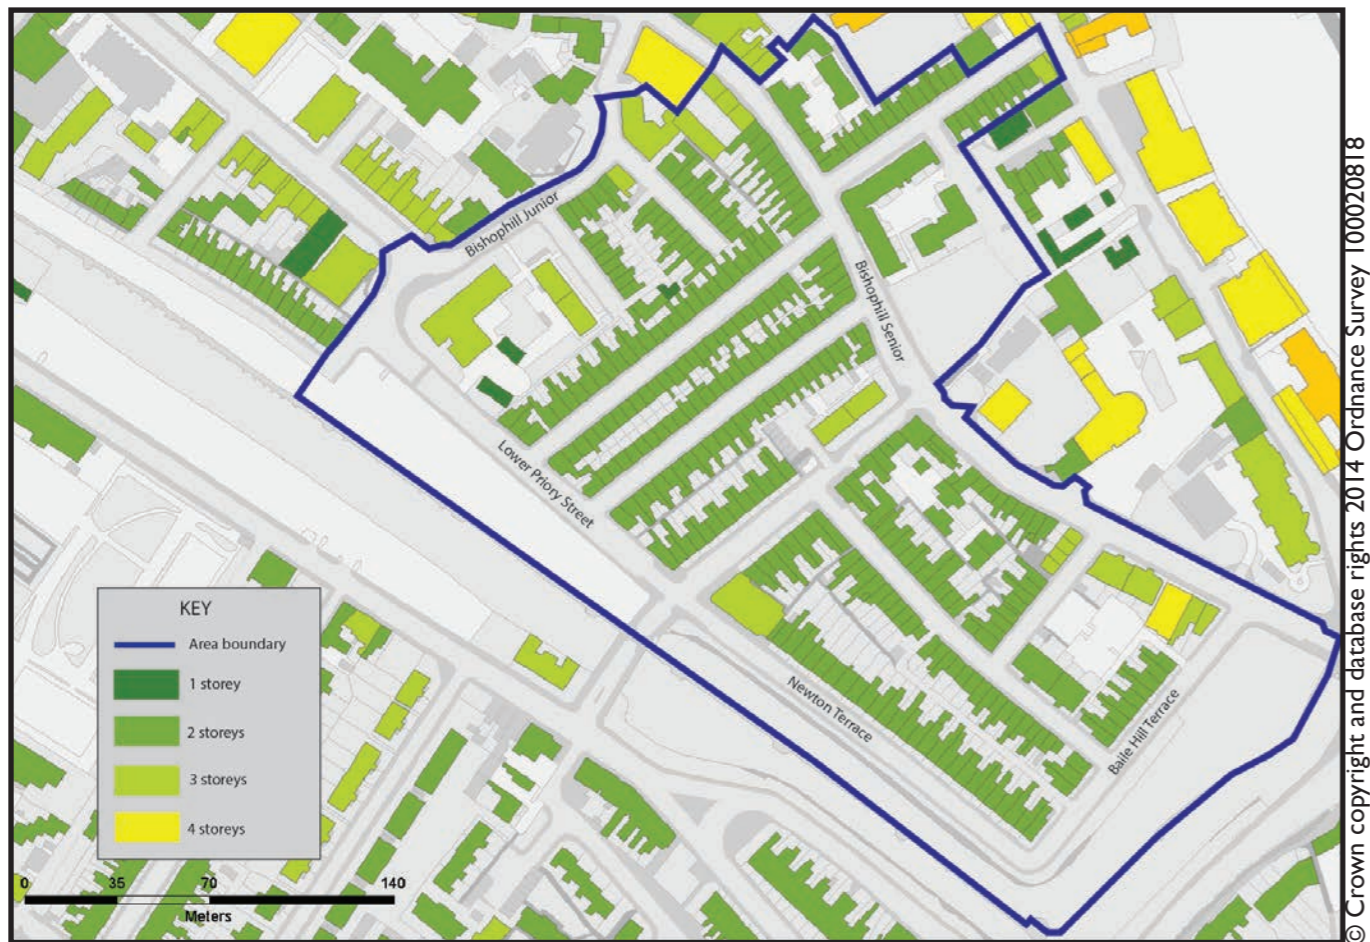 Bishophill Junior
Bishophill Senior
Lower Priory Street
Newton Terrace
Baile Hill Terrace
KEY
Area boundary
1 storey
2 storeys
3 storeys
4 storeys
0 35 70 140
Meters
© Crown copyright and database rights 2014 Ordnance Survey 100020818